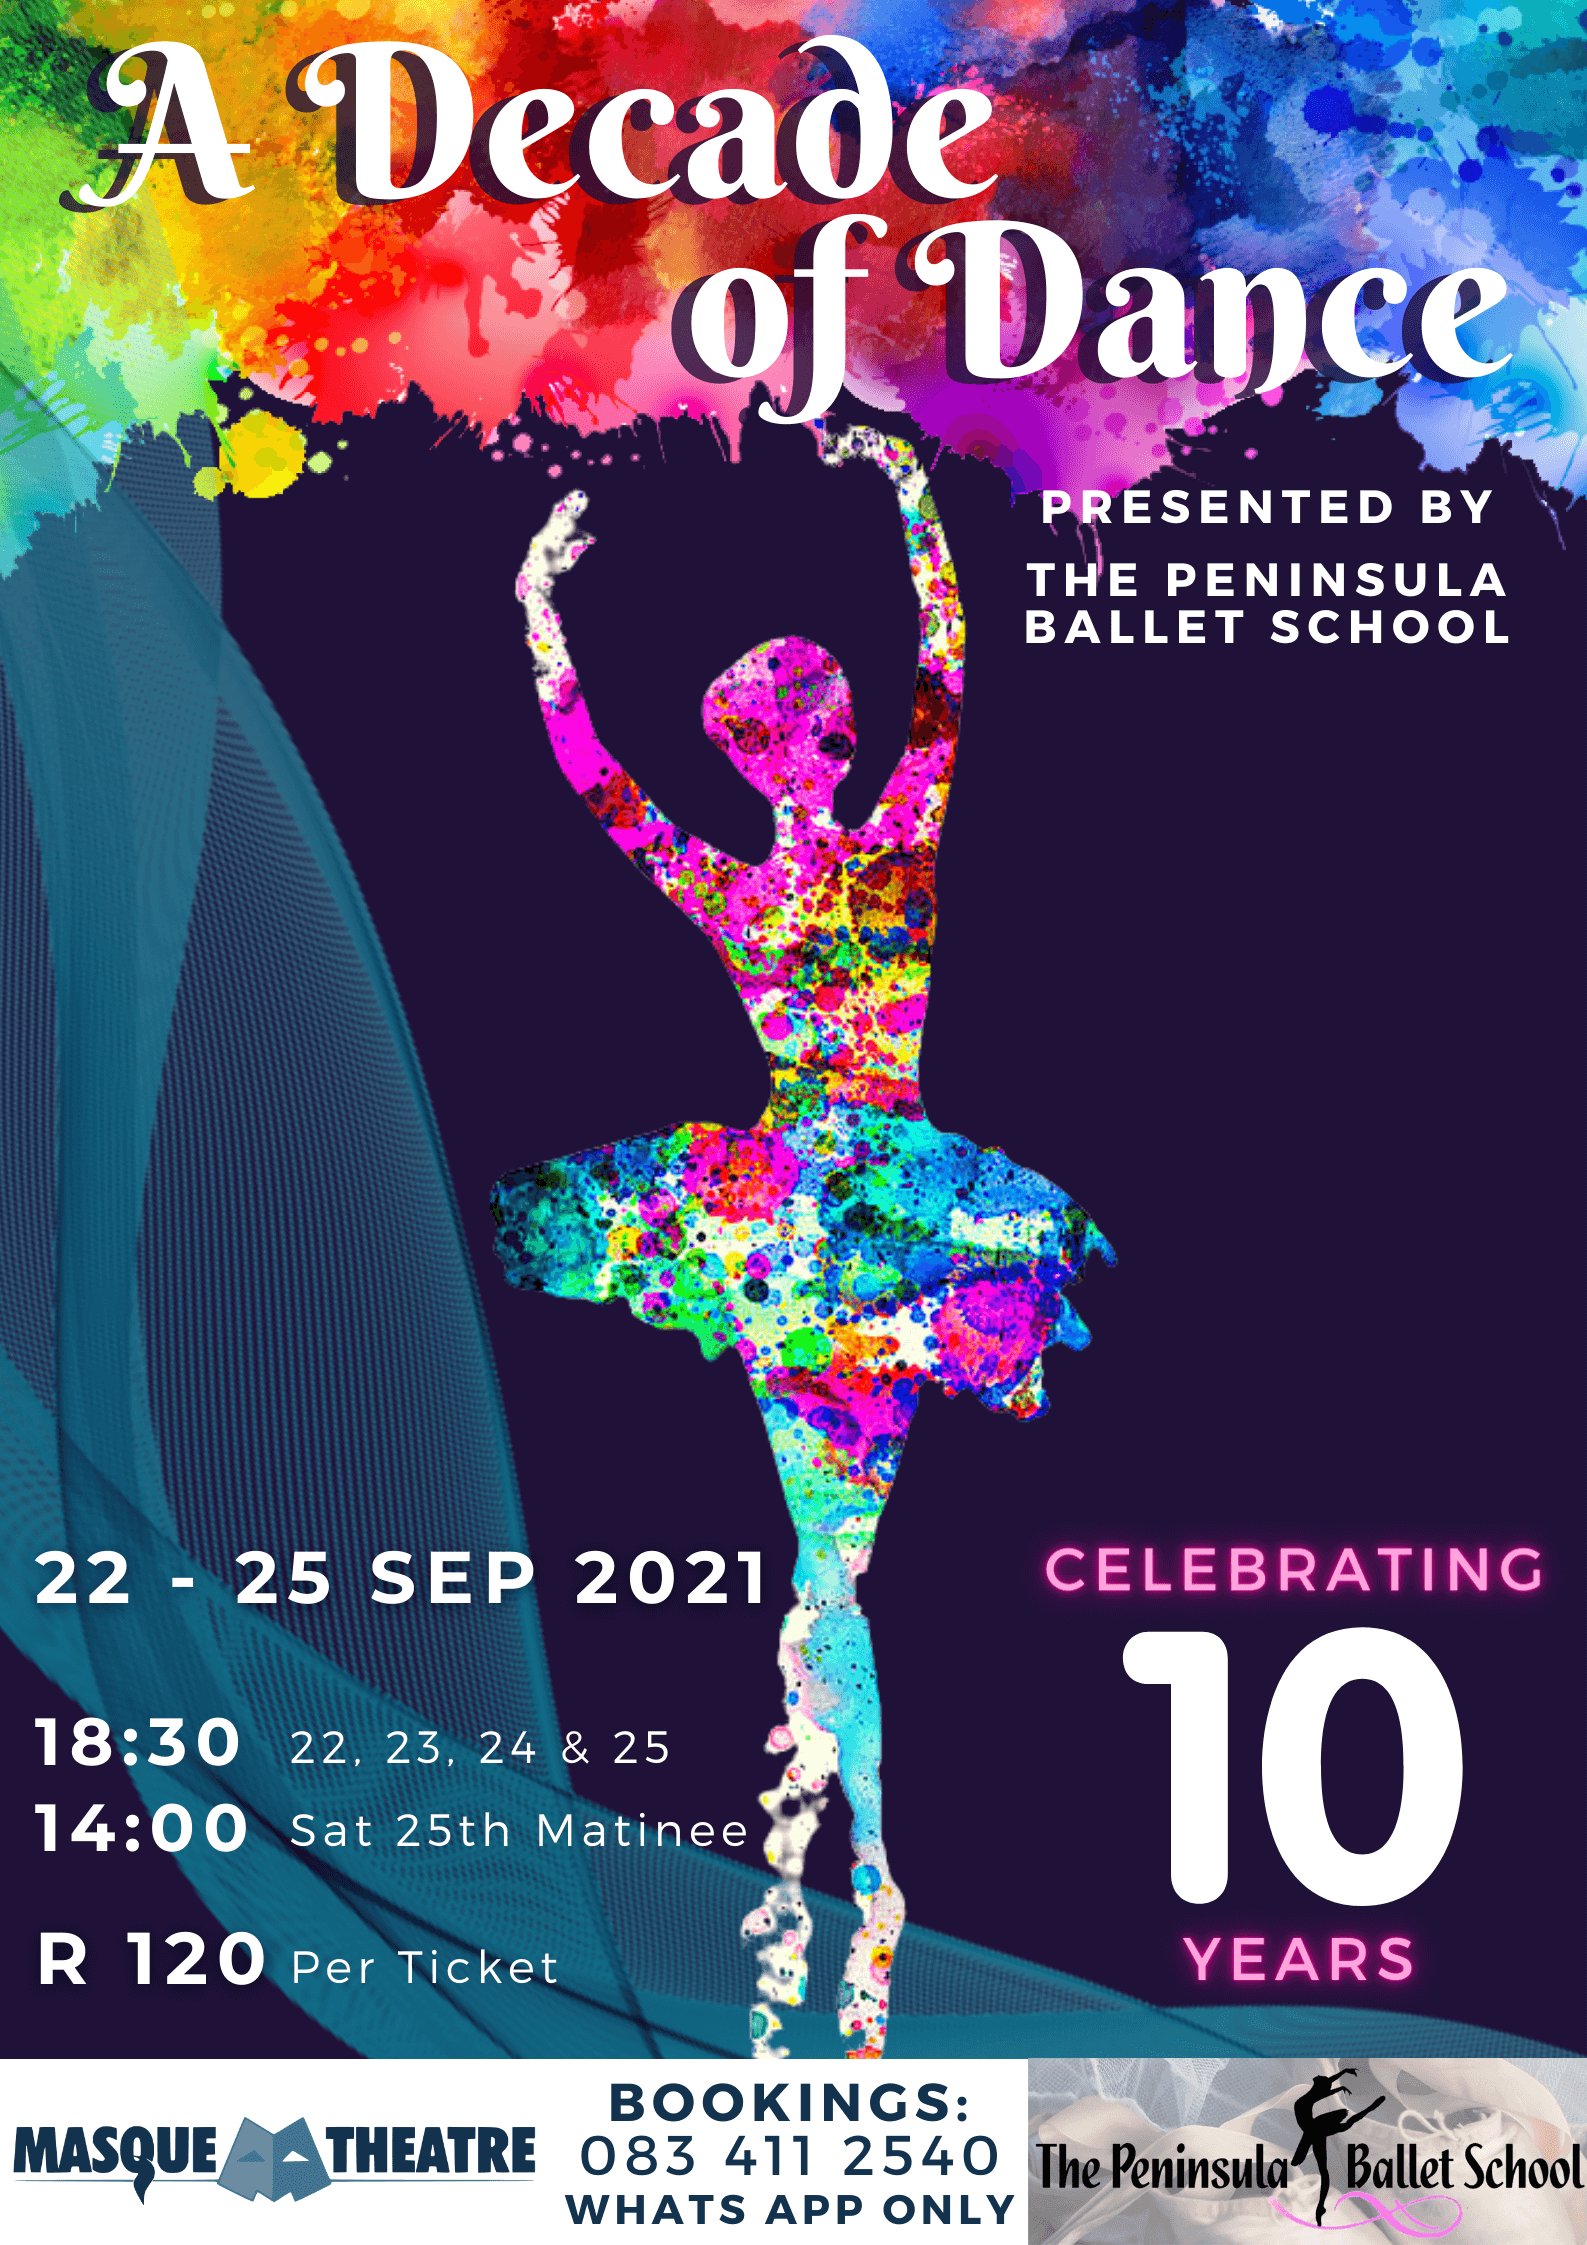 A Decade
of Dance
PRESENTED BY
THE PENINSULA
BALLET SCHOOL
22 - 25 SEP 2021
18:30 22, 23, 24 & 25
14:00 Sat 25th Matinee
R 120 Per Ticket
CELEBRATING
10
YEARS
MASQUE THEATRE
BOOKINGS:
083 411 2540
WHATS APP ONLY
The Peninsula Ballet School